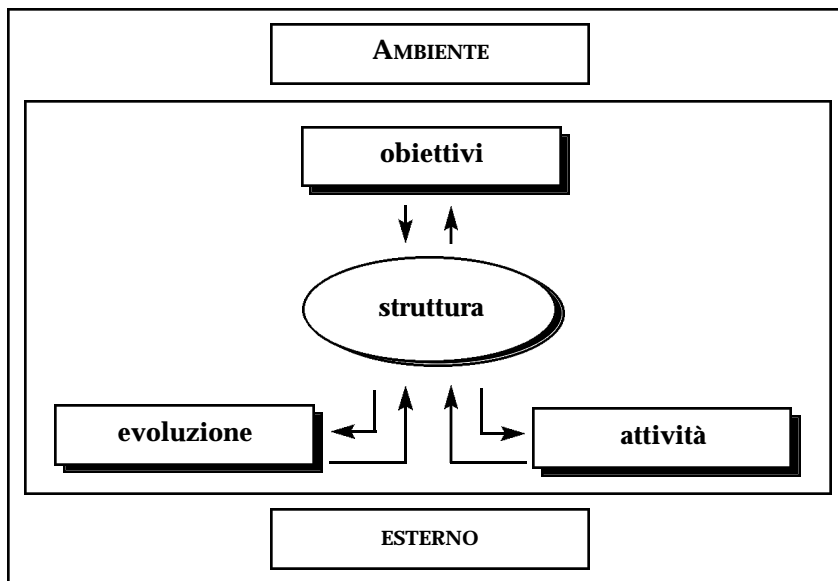 AMBIENTE
obiettivi
struttura
evoluzione
attività
ESTERNO